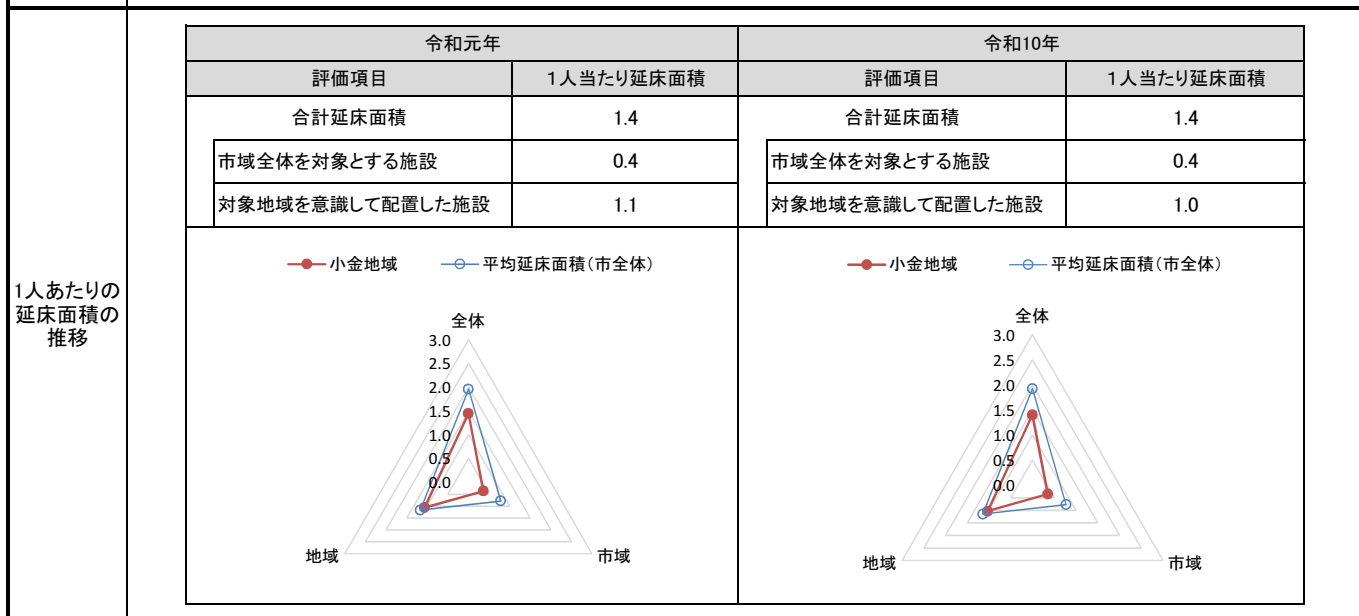 1人あたりの
延床面積の
推移
令和元年 令和10年
評価項目 1人当たり延床面積 評価項目 1人当たり延床面積
合計延床面積 1.4 合計延床面積 1.4
市域全体を対象とする施設 0.4 市域全体を対象とする施設 0.4
対象地域を意識して配置した施設 1.1 対象地域を意識して配置した施設 1.0
小金地域 平均延床面積(市全体)
全体
3.0
2.5
2.0
1.5
1.0
0.5
0.0
地域 市域
小金地域 平均延床面積(市全体)
全体
3.0
2.5
2.0
1.5
1.0
0.5
0.0
地域 市域